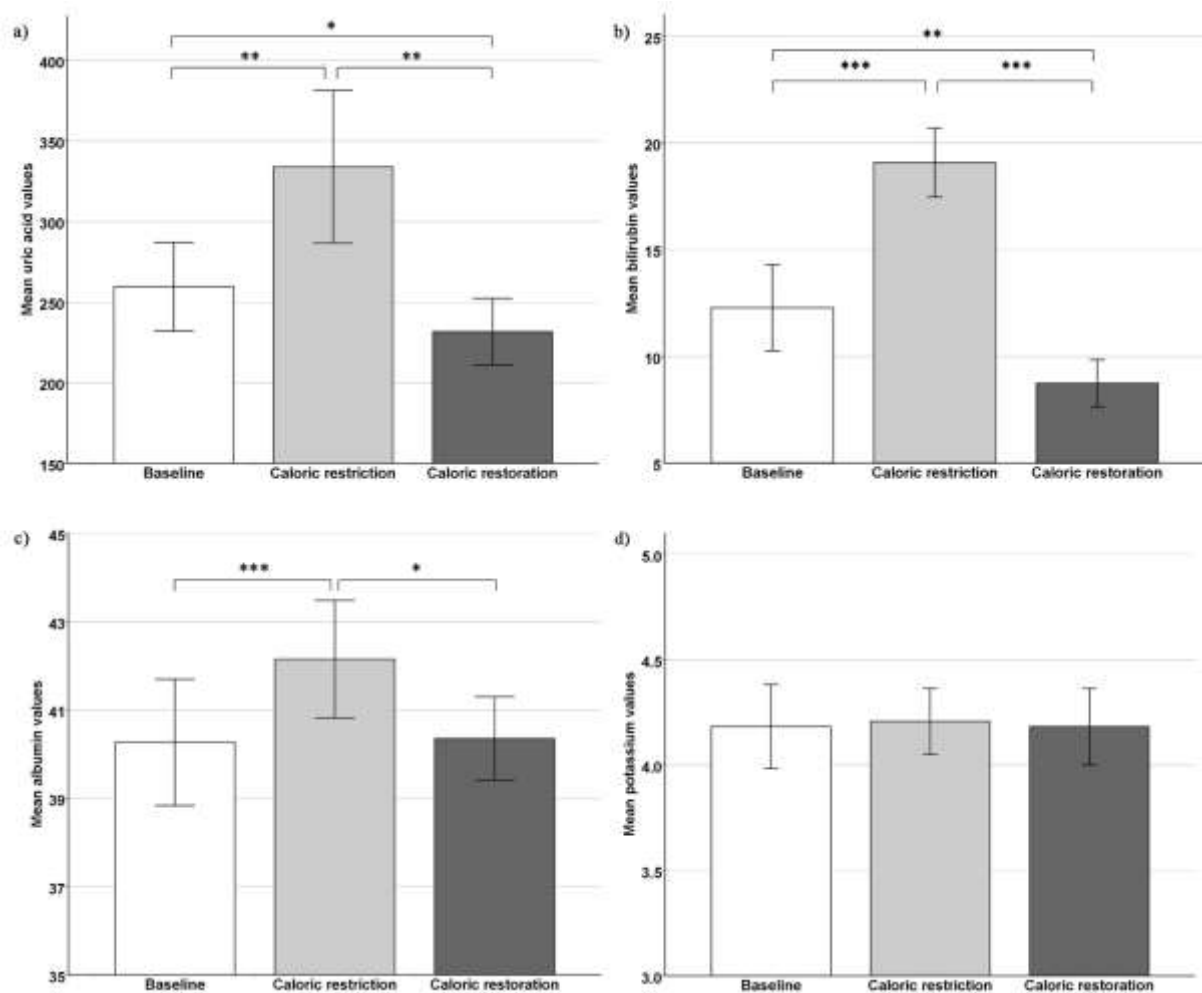 a)
*
**
**
400
350
300
250
200
150
Mean uric acid values
Baseline
Caloric restriction
Caloric restoration
b)
**
***
***
25
20
15
10
5
Mean bilirubin values
Baseline
Caloric restriction
Caloric restoration
c)
***
*
45
43
41
39
37
35
Mean albumin values
Baseline
Caloric restriction
Caloric restoration
d)
5.0
4.5
4.0
3.5
3.0
Mean potassium values
Baseline
Caloric restriction
Caloric restoration